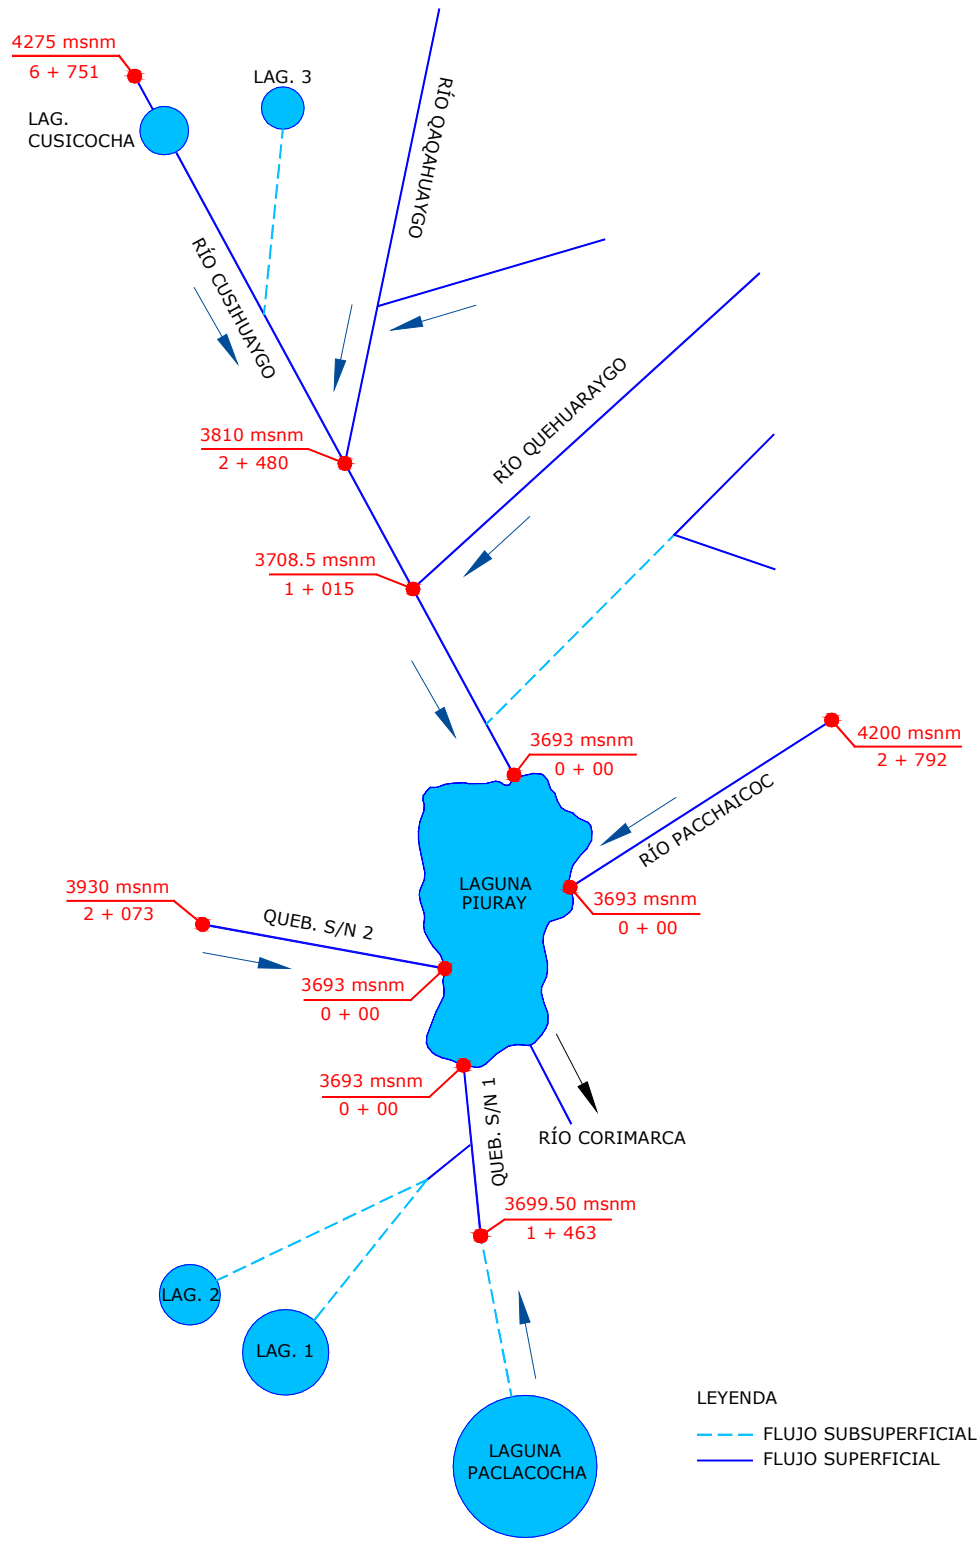 4275 msnm
6 + 751
LAG. 3
LAG.
CUSICOCHA
RÍO QAQAHUAYGO
RÍO CUSIHUAYGO
3810 msnm
2 + 480
RÍO QUEHUARAYGO
3708.5 msnm
1 + 015
3693 msnm
0 + 00
4200 msnm
2 + 792
RÍO PACCHAICOC
LAGUNA
PIURAY
3930 msnm
2 + 073
QUEB. S/N 2
3693 msnm
0 + 00
3693 msnm
0 + 00
3693 msnm
0 + 00
QUEB. S/N 1
RÍO CORIMARCA
3699.50 msnm
1 + 463
LAG. 2
LAG. 1
LAGUNA
PACLACOCHA
LEYENDA
FLUJO SUBSUPERFICIAL
FLUJO SUPERFICIAL